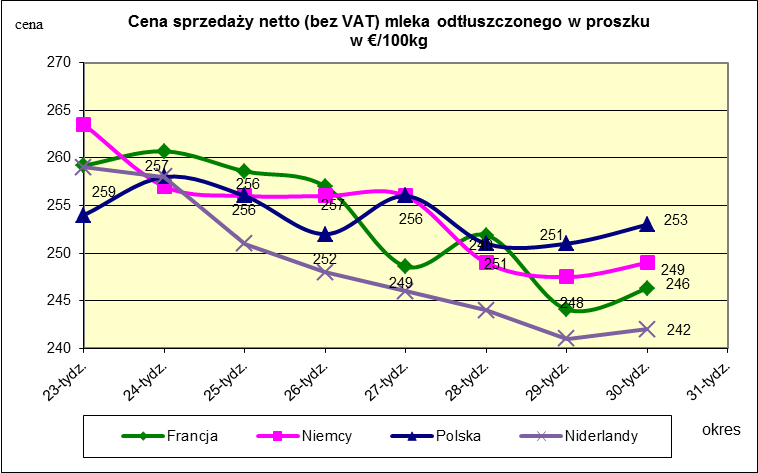 Cena sprzedaży netto (bez VAT) mleka odtłuszczonego w proszku
w €/100kg
cena
270
265
260
255
250
245
240
259
257
256
256
257
252
256
249
249
251
251
248
253
249
246
242
23-tydz.
24-tydz.
25-tydz.
26-tydz.
27-tydz.
28-tydz.
29-tydz.
30-tydz.
31-tydz.
okres
Francja
Niemcy
Polska
Niderlandy